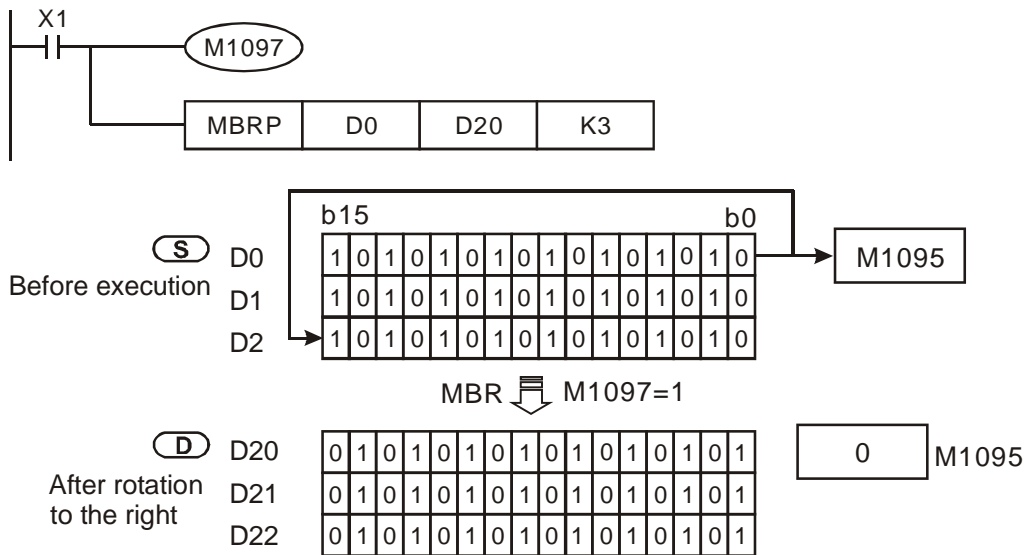 X1
M1097
MBRP D0 D20 K3
b15 b0
S D0 1 0 1 0 1 0 1 0 1 0 1 0 1 0 1 0 M1095
Before execution
D1 1 0 1 0 1 0 1 0 1 0 1 0 1 0 1 0
D2 1 0 1 0 1 0 1 0 1 0 1 0 1 0 1 0
MBR M1097=1
D D20 0 1 0 1 0 1 0 1 0 1 0 1 0 1 0 1 0 M1095
After rotation
to the right
D21 0 1 0 1 0 1 0 1 0 1 0 1 0 1 0 1
D22 0 1 0 1 0 1 0 1 0 1 0 1 0 1 0 1